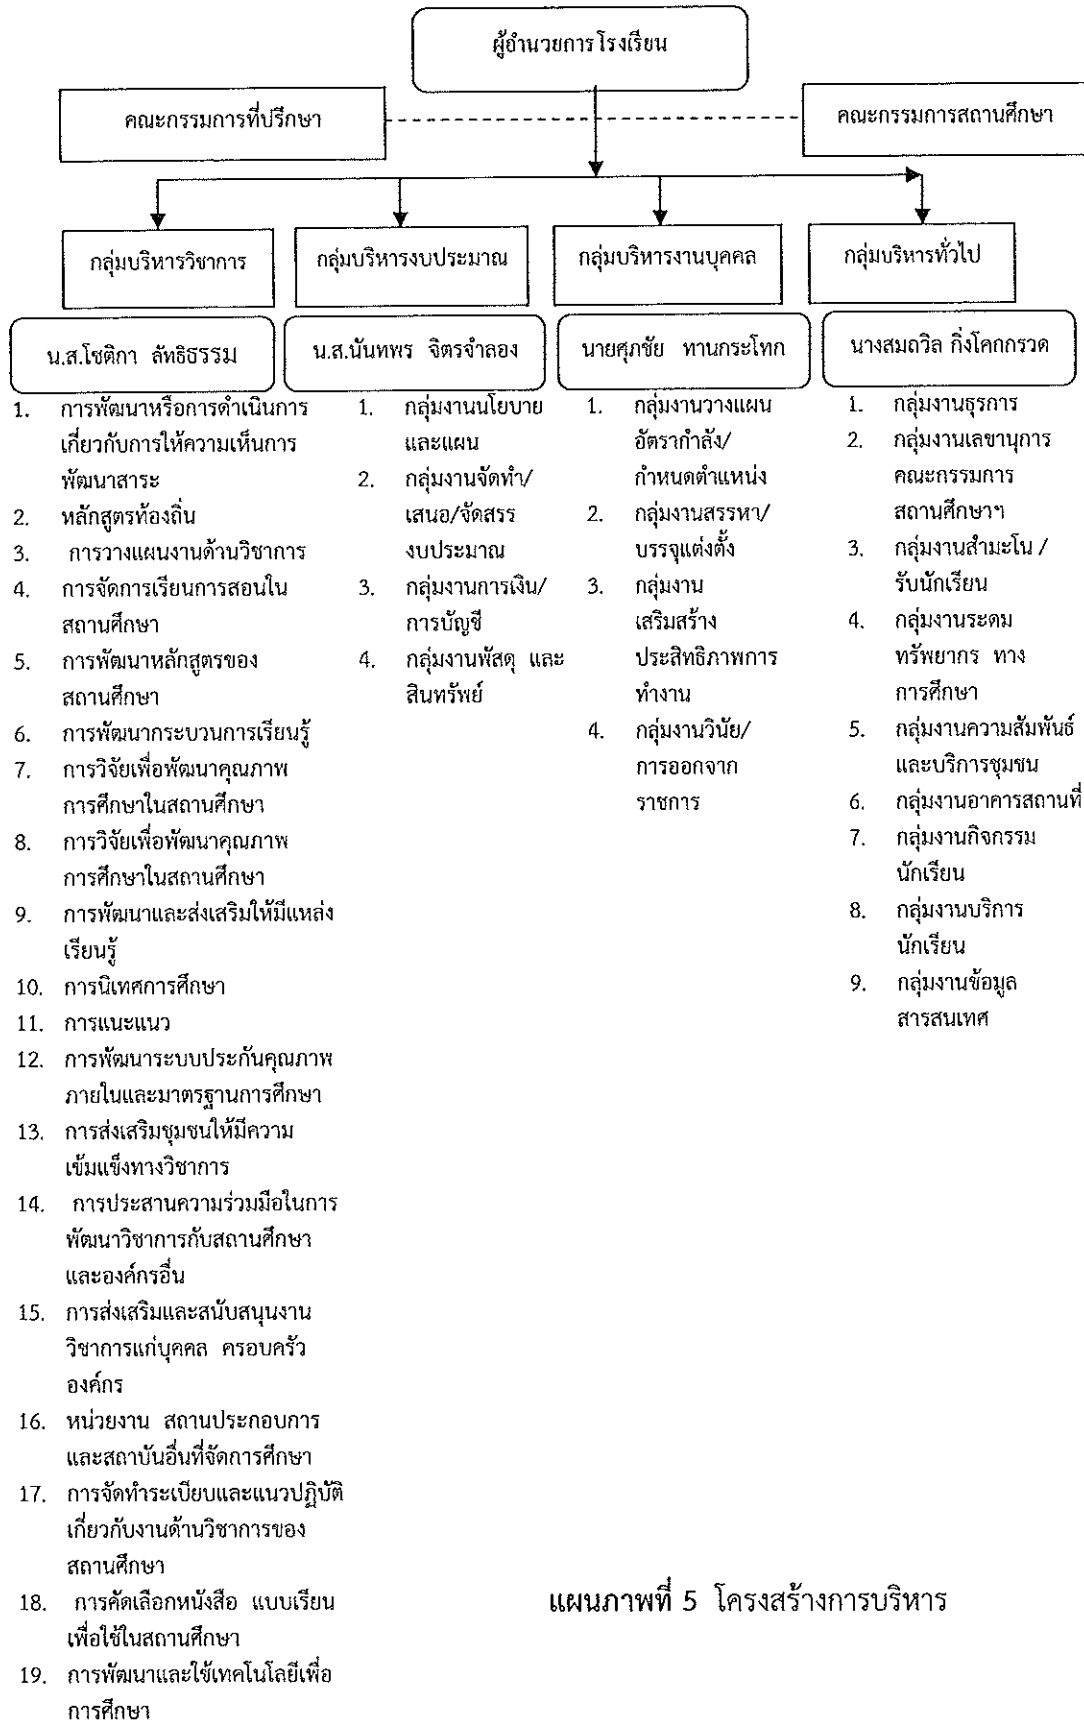 ผู้อำนวยการโรงเรียน
คณะกรรมการที่ปรึกษา
คณะกรรมการสถานศึกษา
กลุ่มบริหารวิชาการ
กลุ่มบริหารงบประมาณ
กลุ่มบริหารงานบุคคล
กลุ่มบริหารทั่วไป
น.ส.โชติกา ลัทธิธรรม
น.ส.นันทพร จิตรจำลอง
นายศุภชัย ทานกระโทก
นางสมถวิล กิ่งโคกกรวด
1. การพัฒนาหรือการดำเนินการ
เกี่ยวกับการให้ความเห็นการ
พัฒนาสาระ
2. หลักสูตรท้องถิ่น
3. การวางแผนงานด้านวิชาการ
4. การจัดการเรียนการสอนใน
สถานศึกษา
5. การพัฒนาหลักสูตรของ
สถานศึกษา
6. การพัฒนากระบวนการเรียนรู้
7. การวิจัยเพื่อพัฒนาคุณภาพ
การศึกษาในสถานศึกษา
8. การวิจัยเพื่อพัฒนาคุณภาพ
การศึกษาในสถานศึกษา
9. การพัฒนาและส่งเสริมให้มีแหล่ง
เรียนรู้
10. การนิเทศการศึกษา
11. การแนะแนว
12. การพัฒนาระบบประกันคุณภาพ
ภายในและมาตรฐานการศึกษา
13. การส่งเสริมชุมชนให้มีความ
เข้มแข็งทางวิชาการ
14. การประสานความร่วมมือในการ
พัฒนาวิชาการกับสถานศึกษา
และองค์กรอื่น
15. การส่งเสริมและสนับสนุนงาน
วิชาการแก่บุคคล ครอบครัว
องค์กร
16. หน่วยงาน สถานประกอบการ
และสถาบันอื่นที่จัดการศึกษา
17. การจัดทำระเบียบและแนวปฏิบัติ
เกี่ยวกับงานด้านวิชาการของ
สถานศึกษา
18. การคัดเลือกหนังสือ แบบเรียน
เพื่อใช้ในสถานศึกษา
19. การพัฒนาและใช้เทคโนโลยีเพื่อ
การศึกษา
1. กลุ่มงานนโยบาย
และแผน
2. กลุ่มงานจัดทำ/
เสนอ/จัดสรร
งบประมาณ
3. กลุ่มงานการเงิน/
การบัญชี
4. กลุ่มงานพัสดุ และ
สินทรัพย์
1. กลุ่มงานวางแผน
อัตรากำลัง/
กำหนดตำแหน่ง
2. กลุ่มงานสรรหา/
บรรจุแต่งตั้ง
3. กลุ่มงาน
เสริมสร้าง
ประสิทธิภาพการ
ทำงาน
4. กลุ่มงานวินัย/
การออกจาก
ราชการ
1. กลุ่มงานธุรการ
2. กลุ่มงานเลขานุการ
คณะกรรมการ
สถานศึกษาฯ
3. กลุ่มงานสำมะโน /
รับนักเรียน
4. กลุ่มงานระดม
ทรัพยากร ทาง
การศึกษา
5. กลุ่มงานความสัมพันธ์
และบริการชุมชน
6. กลุ่มงานอาคารสถานที่
7. กลุ่มงานกิจกรรม
นักเรียน
8. กลุ่มงานบริการ
นักเรียน
9. กลุ่มงานข้อมูล
สารสนเทศ
แผนภาพที่ 5 โครงสร้างการบริหาร